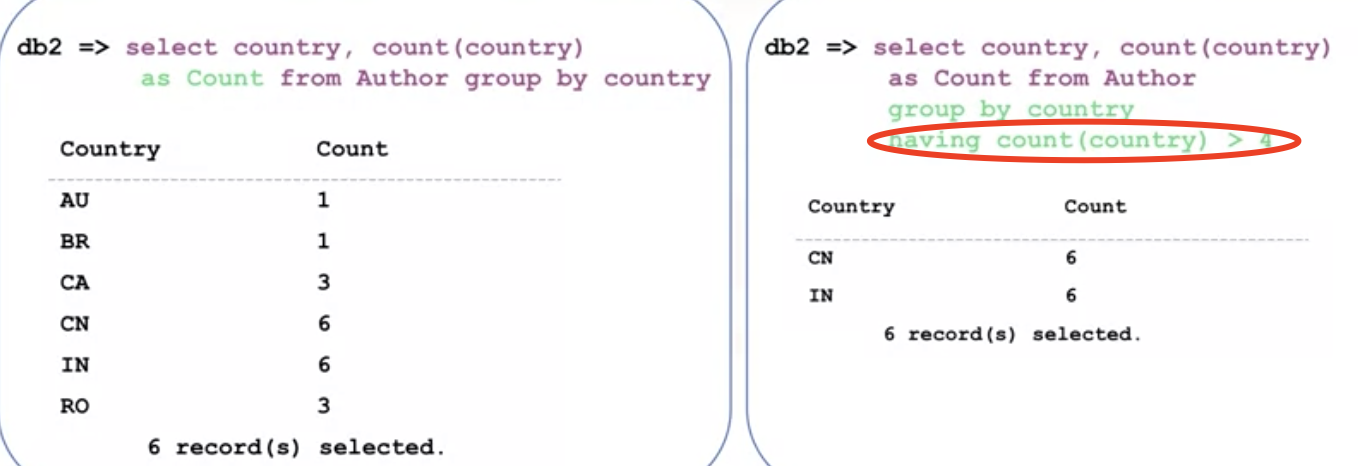 db2 => select country, count(country)
as Count from Author group by country
Country Count
AU 1
BR 1
CA 3
CN 6
IN 6
RO 3
6 record(s) selected.
db2 => select country, count(country)
as Count from Author
group by country
having count(country) > 4
Country Count
CN 6
IN 6
6 record(s) selected.